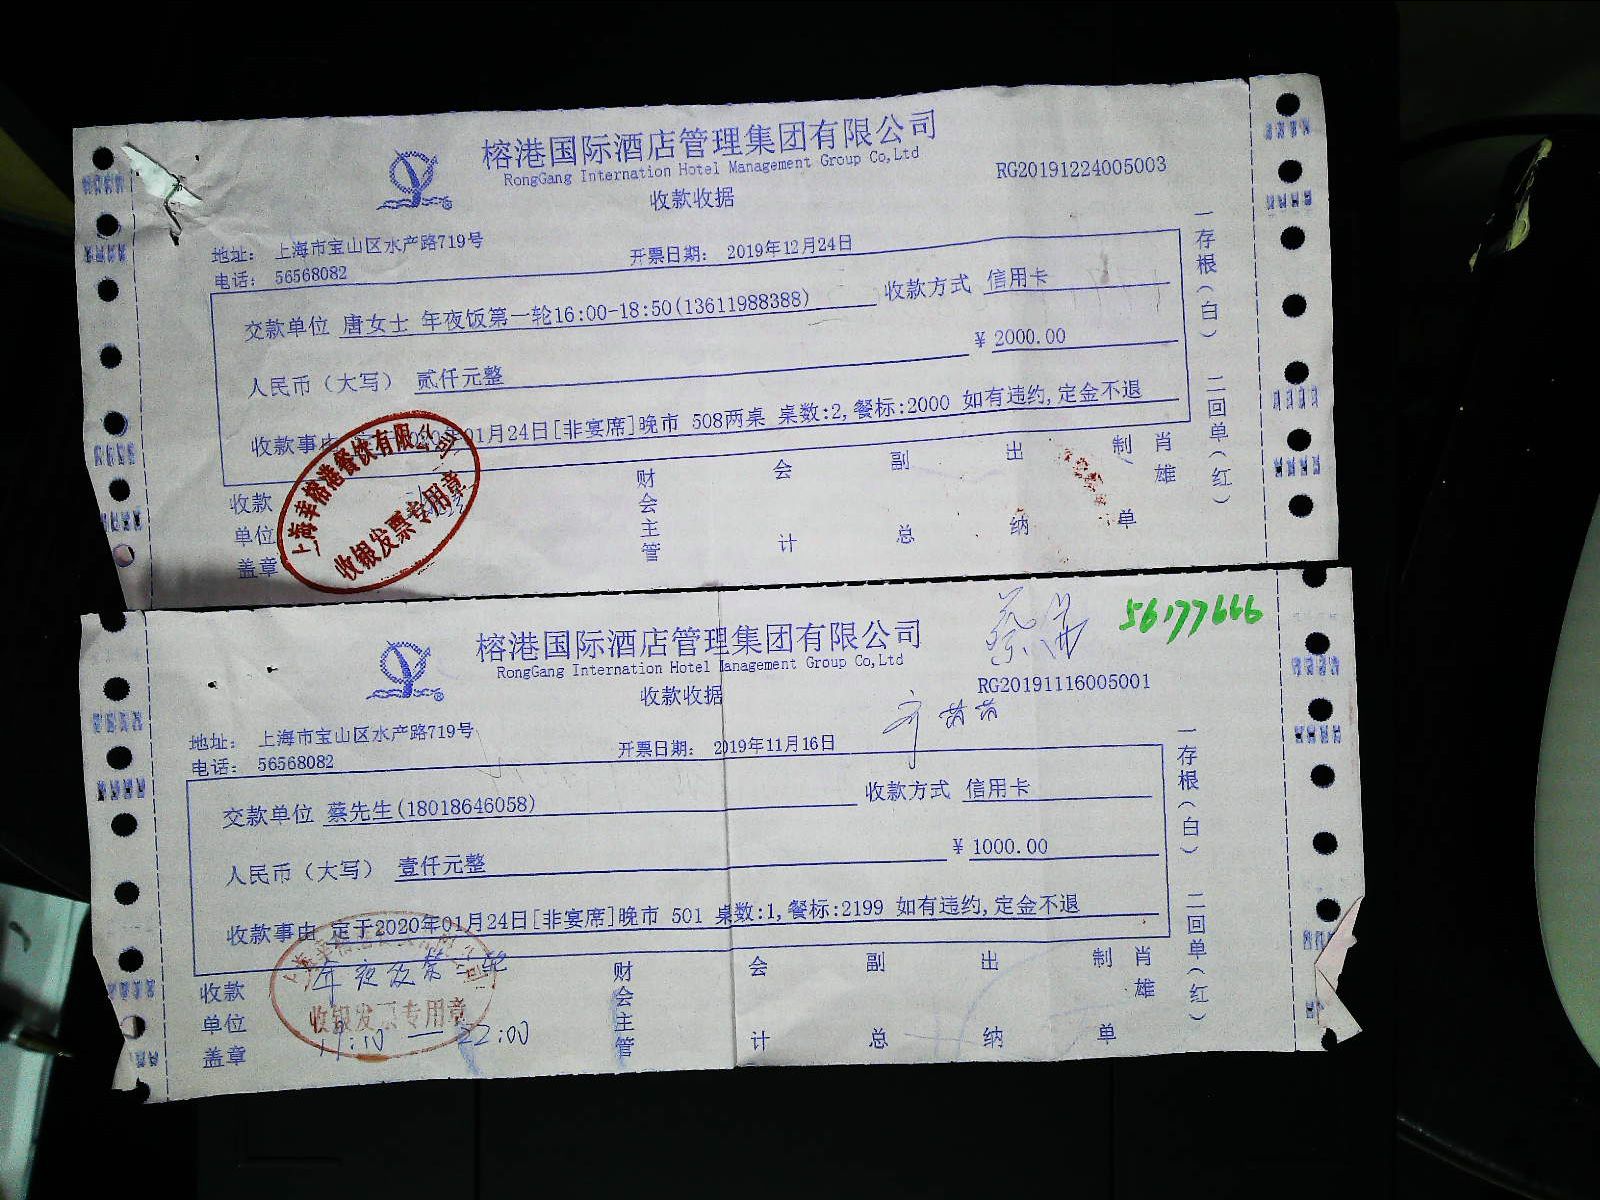 榕港国际酒店管理集团有限公司
RongGang Internation Hotel Management Group Co,Ltd
收款收据
RG20191224005003
地址: 上海市宝山区水产路719号
电话: 56568082
开票日期: 2019年12月24日
交款单位 唐女士 年夜饭第一轮16:00-18:50(13611988388) 收款方式 信用卡
人民币(大写) 贰仟元整 ¥ 2000.00
收款事由 01月24日[非宴席]晚市 508两桌 桌数:2,餐标:2000 如有违约,定金不退
收款单位盖章 财会主管 会计 副总 出纳 制单 肖雄
餐饮有限公司
收银发票专用章
一存根(白) 二回单(红)
榕港国际酒店管理集团有限公司
RongGang Internation Hotel Management Group Co,Ltd
收款收据
56177666
RG20191116005001
地址: 上海市宝山区水产路719号
电话: 56568082
开票日期: 2019年11月16日
交款单位 蔡先生(18018646058) 收款方式 信用卡
人民币(大写) 壹仟元整 ¥ 1000.00
收款事由 定于2020年01月24日[非宴席]晚市 501 桌数:1,餐标:2199 如有违约,定金不退
收款单位盖章 财会主管 会计 副总 出纳 制单 肖雄
年夜饭第二轮
收银发票专用章
19:10 — 22:00
一存根(白) 二回单(红)